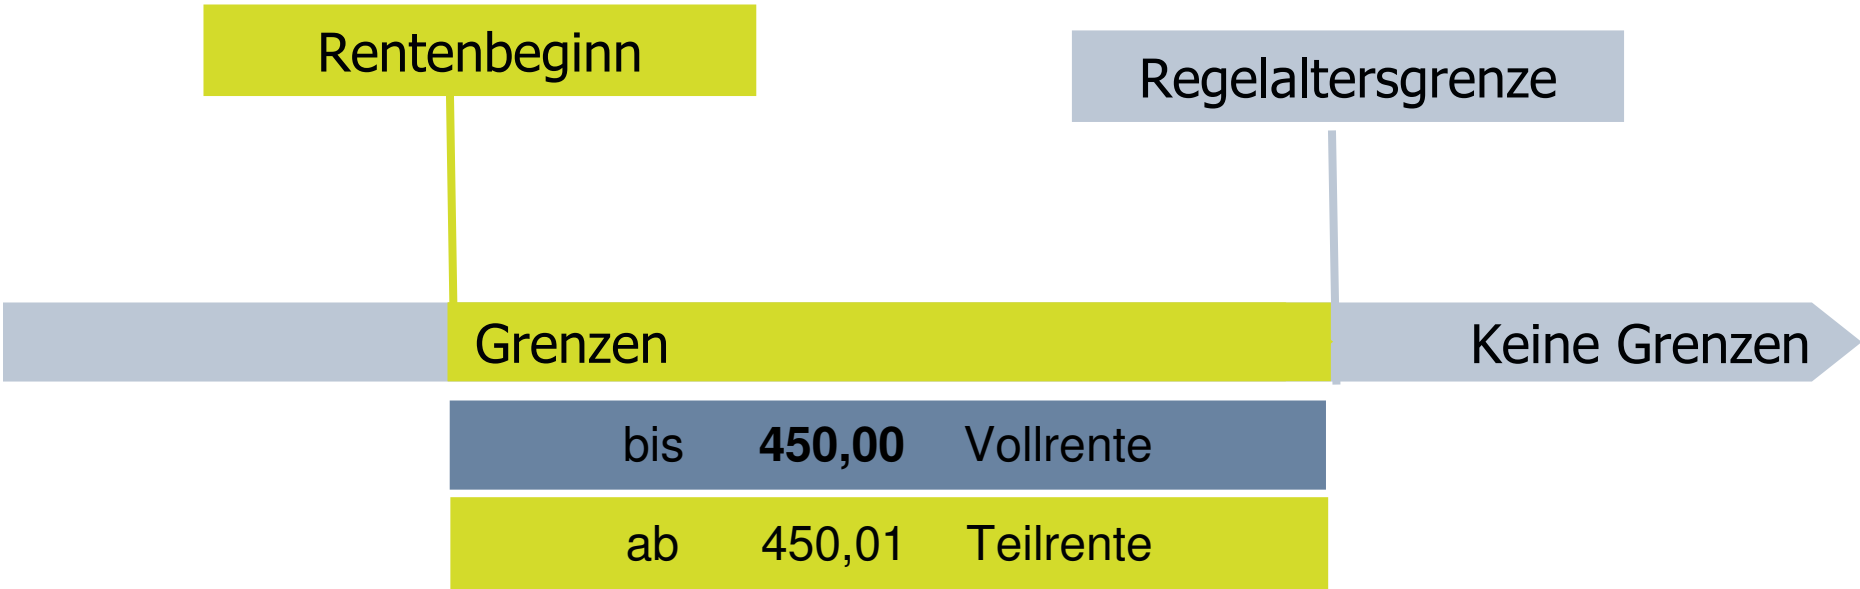 Rentenbeginn
Regelaltersgrenze
Grenzen
Keine Grenzen
bis 450,00 Vollrente
ab 450,01 Teilrente